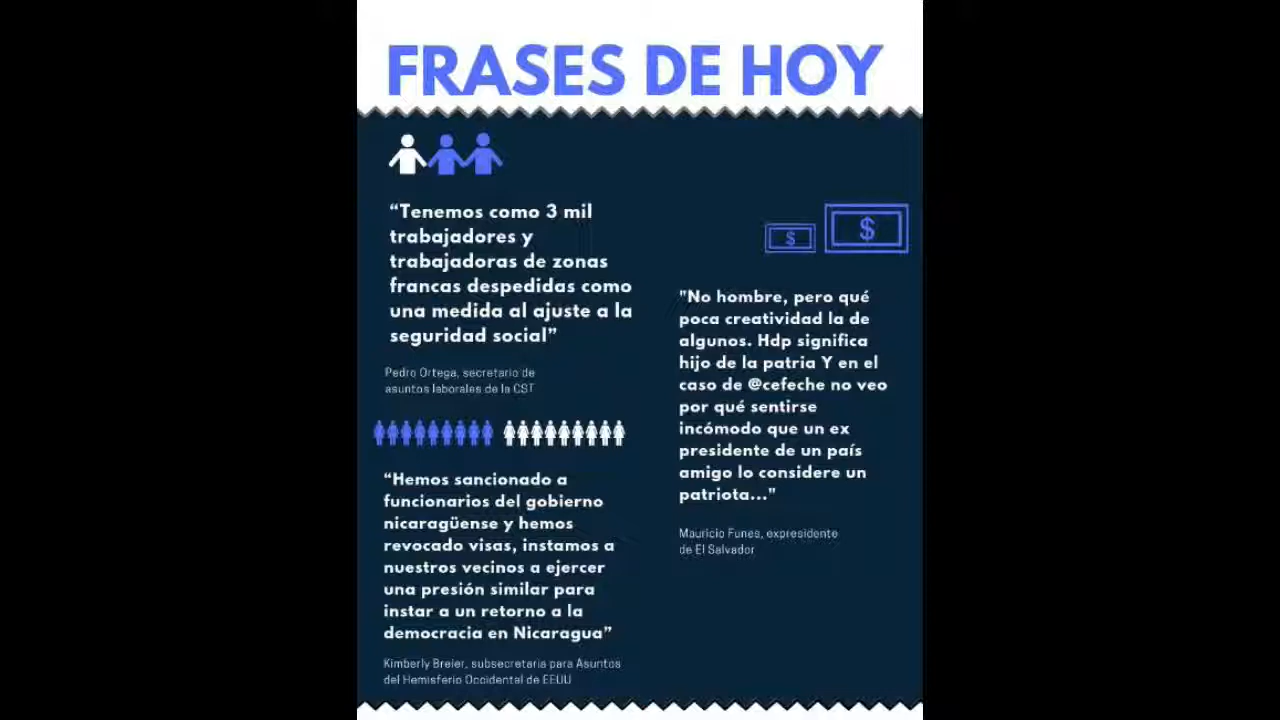 FRASES DE HOY
“Tenemos como 3 mil
trabajadores y
trabajadoras de zonas
francas despedidas como
una medida al ajuste a la
seguridad social”
Pedro Ortega, secretario de
asuntos laborales de la CST
“Hemos sancionado a
funcionarios del gobierno
nicaragüense y hemos
revocado visas, instamos a
nuestros vecinos a ejercer
una presión similar para
instar a un retorno a la
democracia en Nicaragua”
Kimberly Breier, subsecretaria para Asuntos
del Hemisferio Occidental de EEUU
$ $
"No hombre, pero qué
poca creatividad la de
algunos. Hdp significa
hijo de la patria Y en el
caso de @cefeche no veo
por qué sentirse
incómodo que un ex
presidente de un país
amigo lo considere un
patriota..."
Mauricio Funes, expresidente
de El Salvador